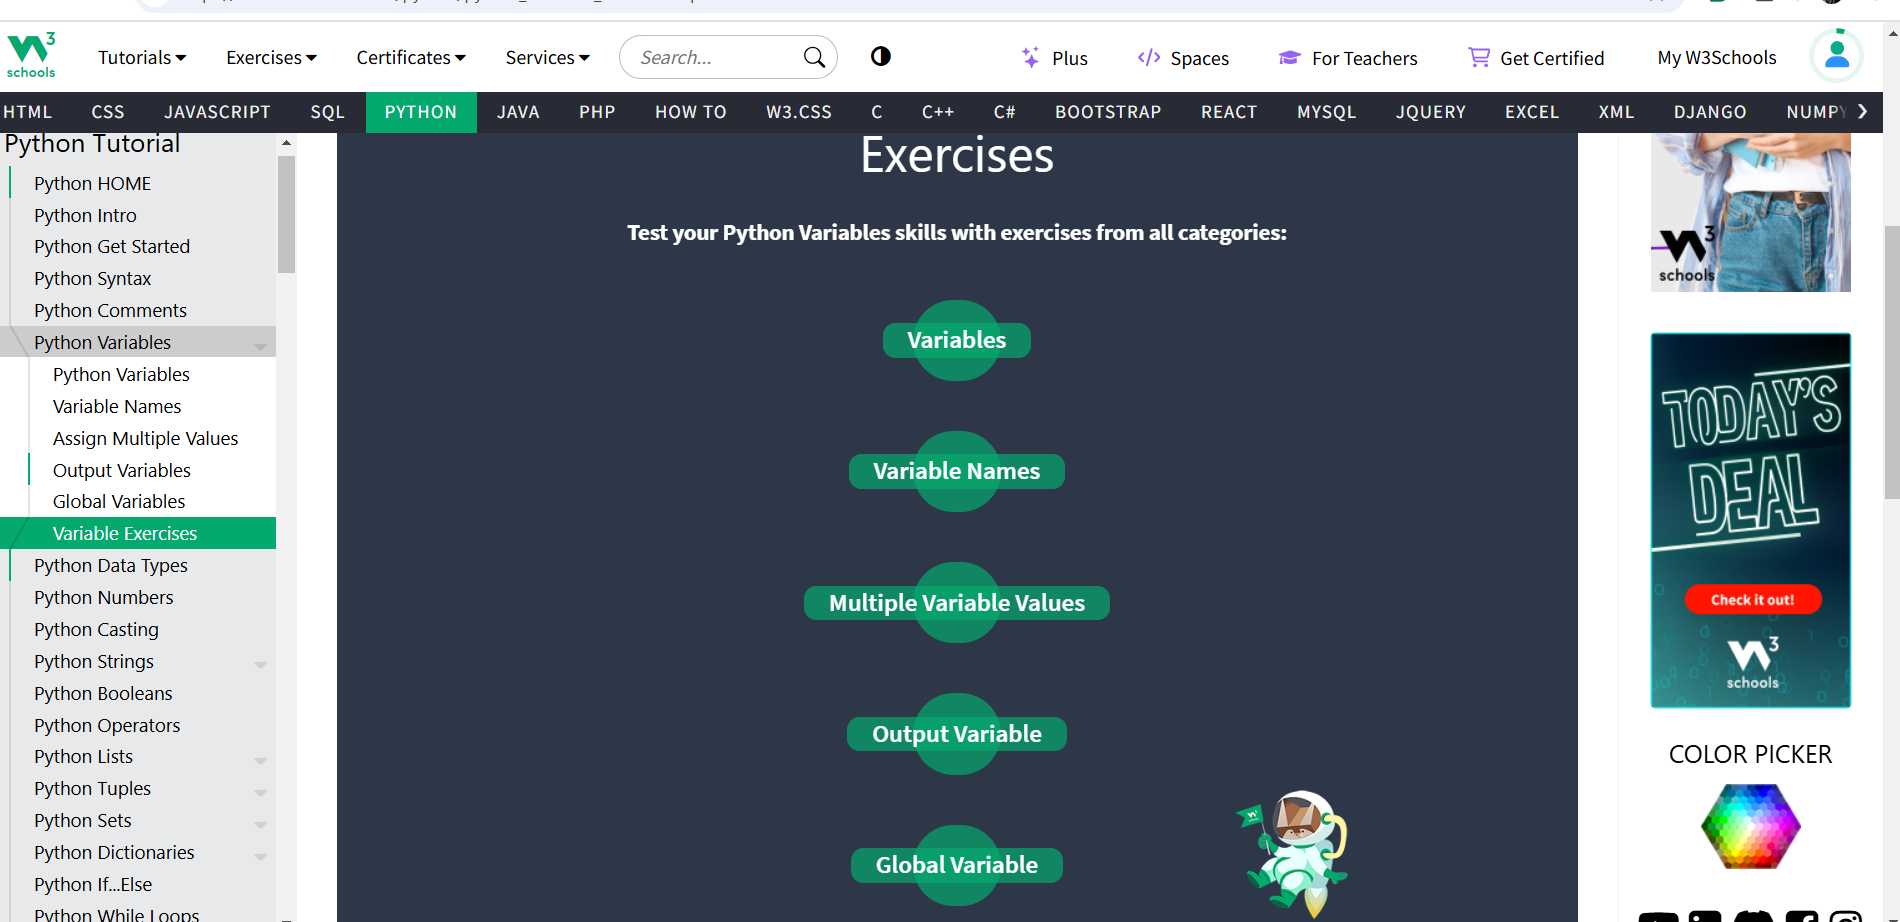 3
schools
Tutorials
Exercises
Certificates
Services
Search...
Plus
Spaces
For Teachers
Get Certified
My W3Schools
HTML
CSS
JAVASCRIPT
SQL
PYTHON
JAVA
PHP
HOW TO
W3.CSS
C
C++
C#
BOOTSTRAP
REACT
MYSQL
JQUERY
EXCEL
XML
DJANGO
NUMPY
Python Tutorial
Python HOME
Python Intro
Python Get Started
Python Syntax
Python Comments
Python Variables
Python Variables
Variable Names
Assign Multiple Values
Output Variables
Global Variables
Variable Exercises
Python Data Types
Python Numbers
Python Casting
Python Strings
Python Booleans
Python Operators
Python Lists
Python Tuples
Python Sets
Python Dictionaries
Python If...Else
Python While Loops
Exercises
Test your Python Variables skills with exercises from all categories:
Variables
Variable Names
Multiple Variable Values
Output Variable
Global Variable
3
schools
TODAY'S
DEAL
Check it out!
3
schools
COLOR PICKER